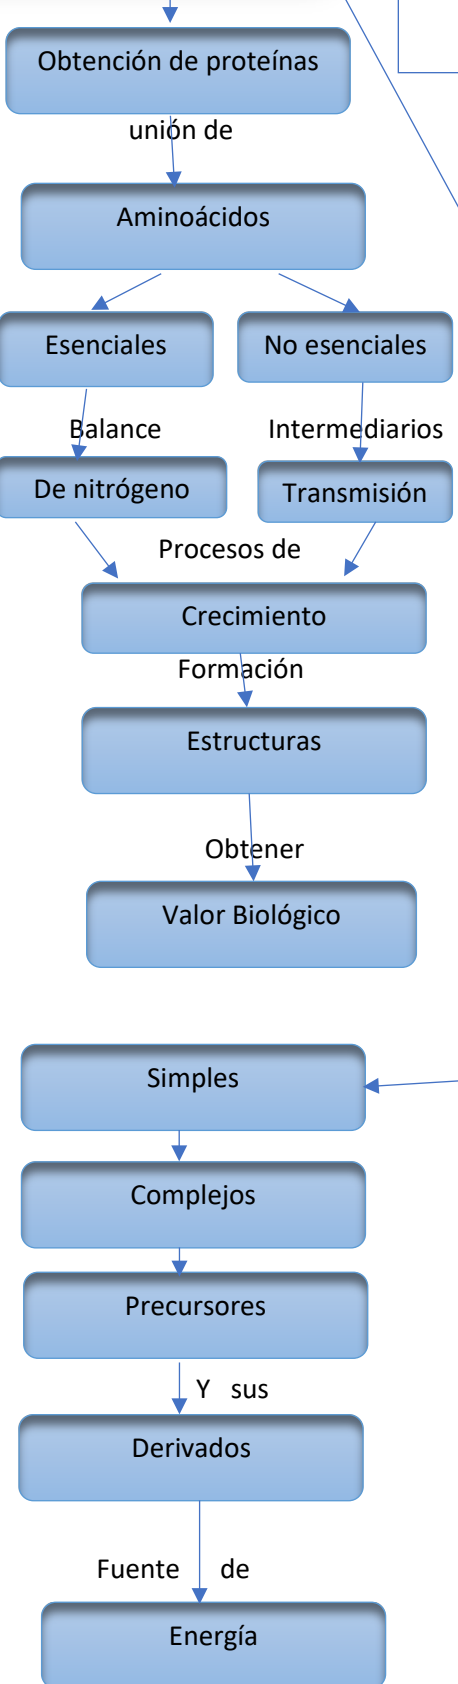 Obtención de proteínas
unión de
Aminoácidos
Esenciales
No esenciales
Balance
Intermediarios
De nitrógeno
Transmisión
Procesos de
Crecimiento
Formación
Estructuras
Obtener
Valor Biológico
Simples
Complejos
Precursores
Y sus
Derivados
Fuente de
Energía